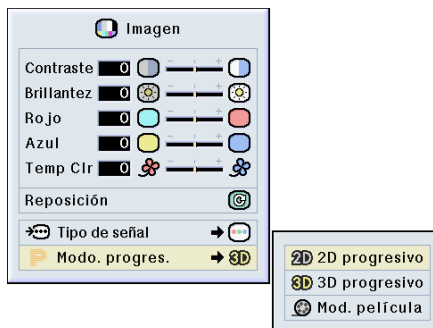 Imagen
Contraste 0 - +
Brillantez 0 - +
Rojo 0 - +
Azul 0 - +
Temp Clr 0 - +
Reposición
Tipo de señal
P Modo. progres. 3D
2D 2D progresivo
3D 3D progresivo
Mod. película